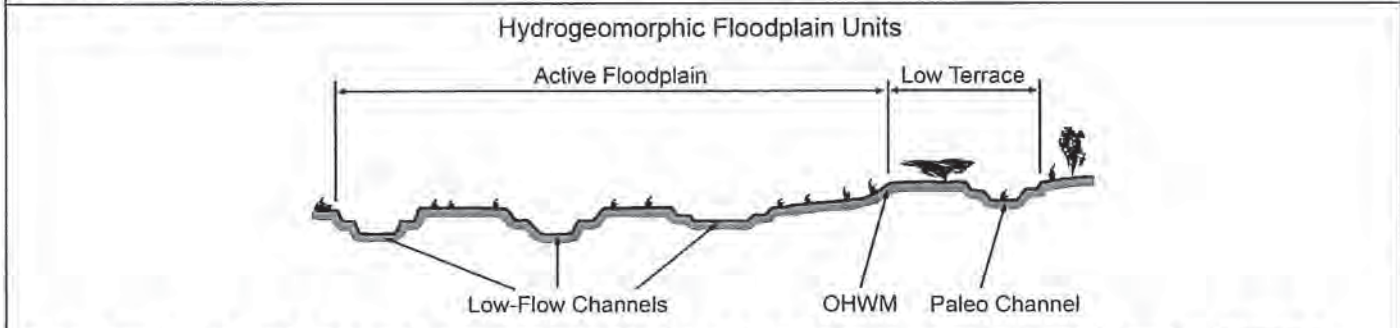 Hydrogeomorphic Floodplain Units
Active Floodplain
Low Terrace
Low-Flow Channels
OHWM
Paleo Channel